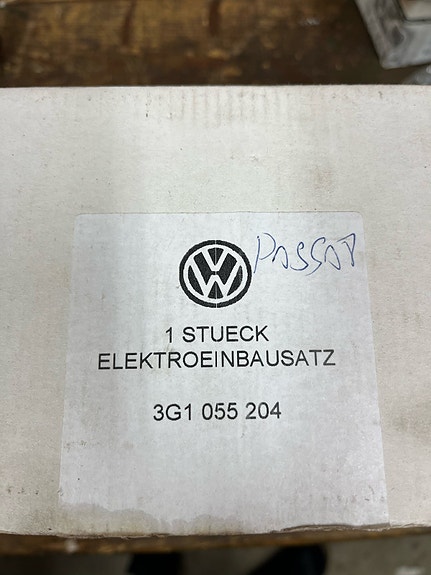 PASSAT
1 STUECK
ELEKTROEINBAUSATZ
3G1 055 204